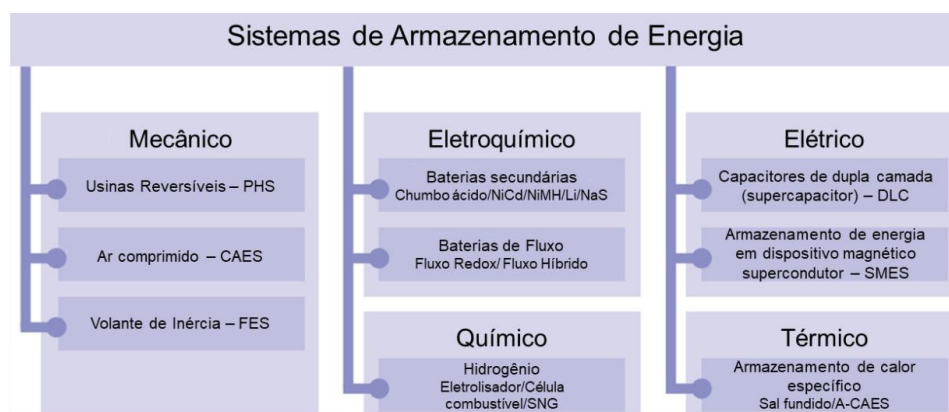 Sistemas de Armazenamento de Energia
Mecânico
Usinas Reversíveis – PHS
Ar comprimido – CAES
Volante de Inércia – FES
Eletroquímico
Baterias secundárias
Chumbo ácido/NiCd/NiMH/Li/NaS
Baterias de Fluxo
Fluxo Redox/ Fluxo Híbrido
Químico
Hidrogênio
Eletrolisador/Célula
combustível/SNG
Elétrico
Capacitores de dupla camada
(supercapacitor) – DLC
Armazenamento de energia
em dispositivo magnético
supercondutor – SMES
Térmico
Armazenamento de calor
específico
Sal fundido/A-CAES